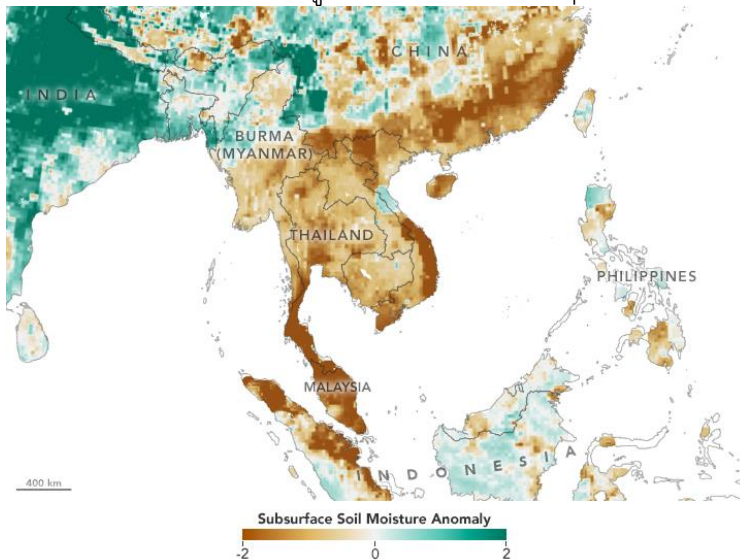 CHINA
INDIA
BURMA
(MYANMAR)
THAILAND
PHILIPPINES
MALAYSIA
INDONESIA
400 km
Subsurface Soil Moisture Anomaly
-2 0 2